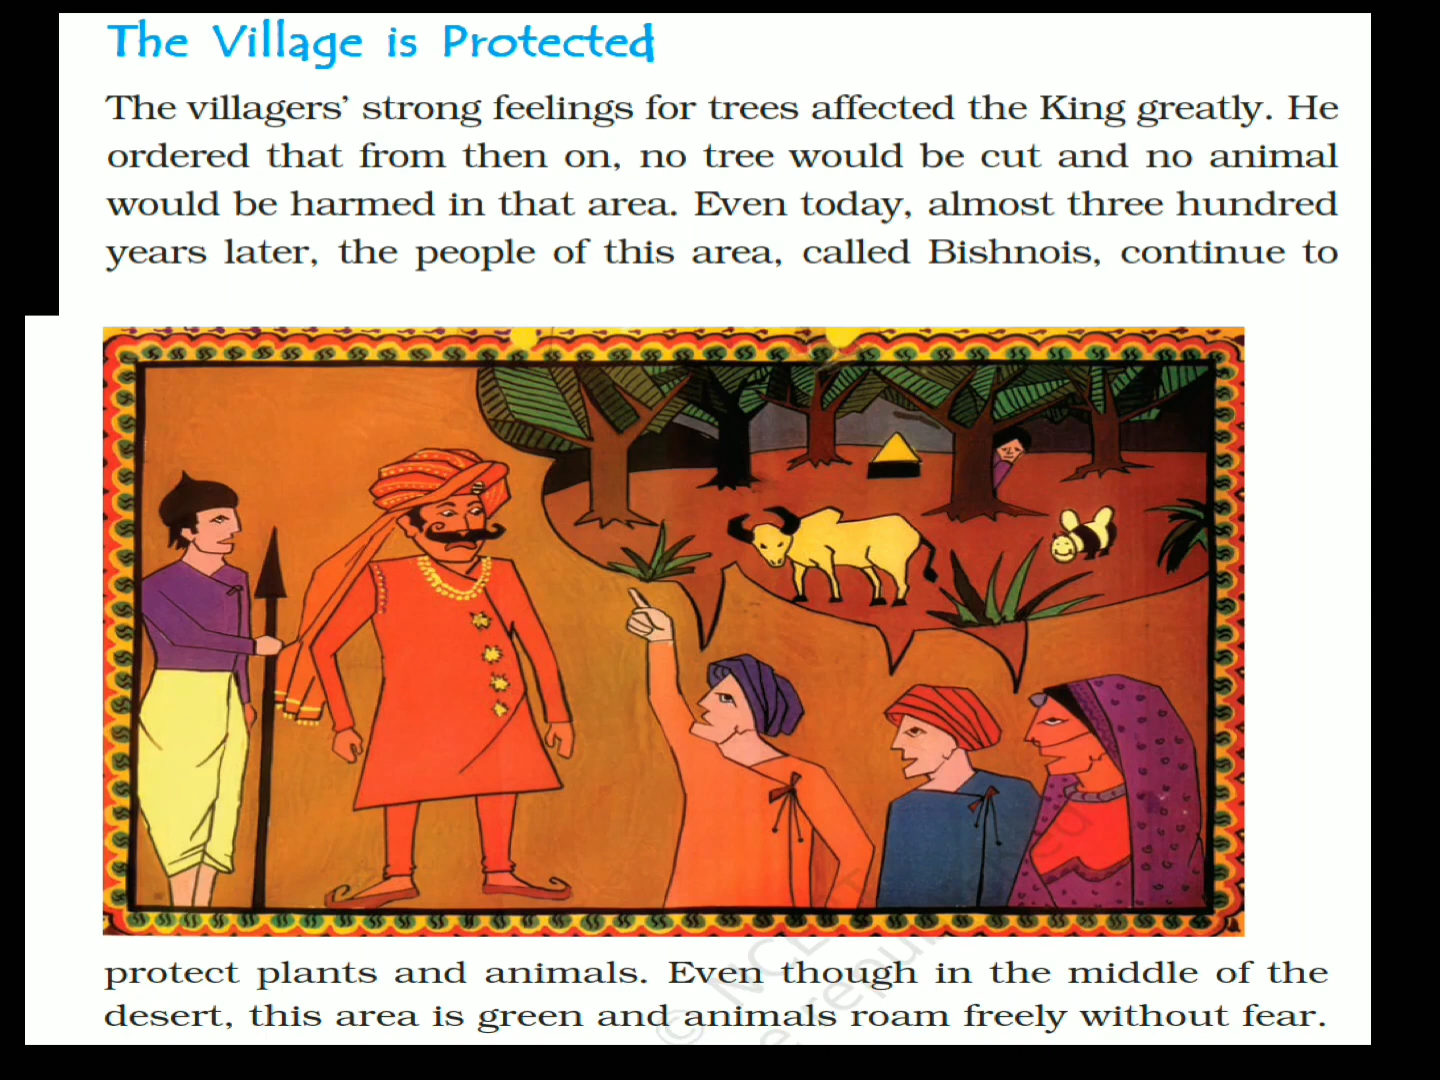 The Village is Protected
The villagers’ strong feelings for trees affected the King greatly. He
ordered that from then on, no tree would be cut and no animal
would be harmed in that area. Even today, almost three hundred
years later, the people of this area, called Bishnois, continue to
protect plants and animals. Even though in the middle of the
desert, this area is green and animals roam freely without fear.